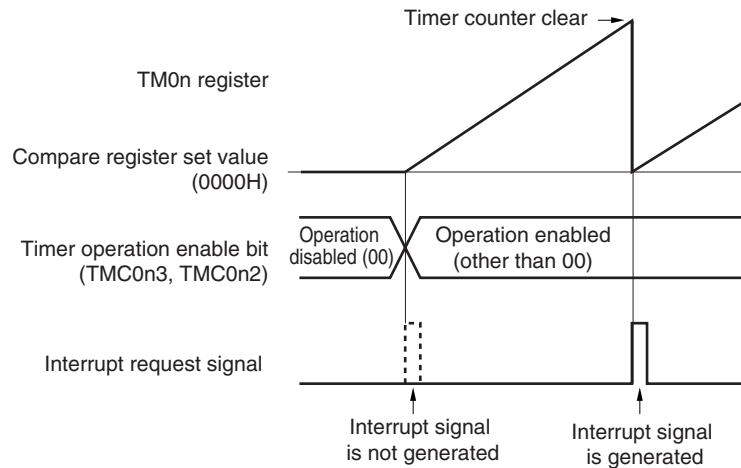 Timer counter clear
TM0n register
Compare register set value
(0000H)
Timer operation enable bit
(TMC0n3, TMC0n2)
Operation
disabled (00)
Operation enabled
(other than 00)
Interrupt request signal
Interrupt signal
is not generated
Interrupt signal
is generated